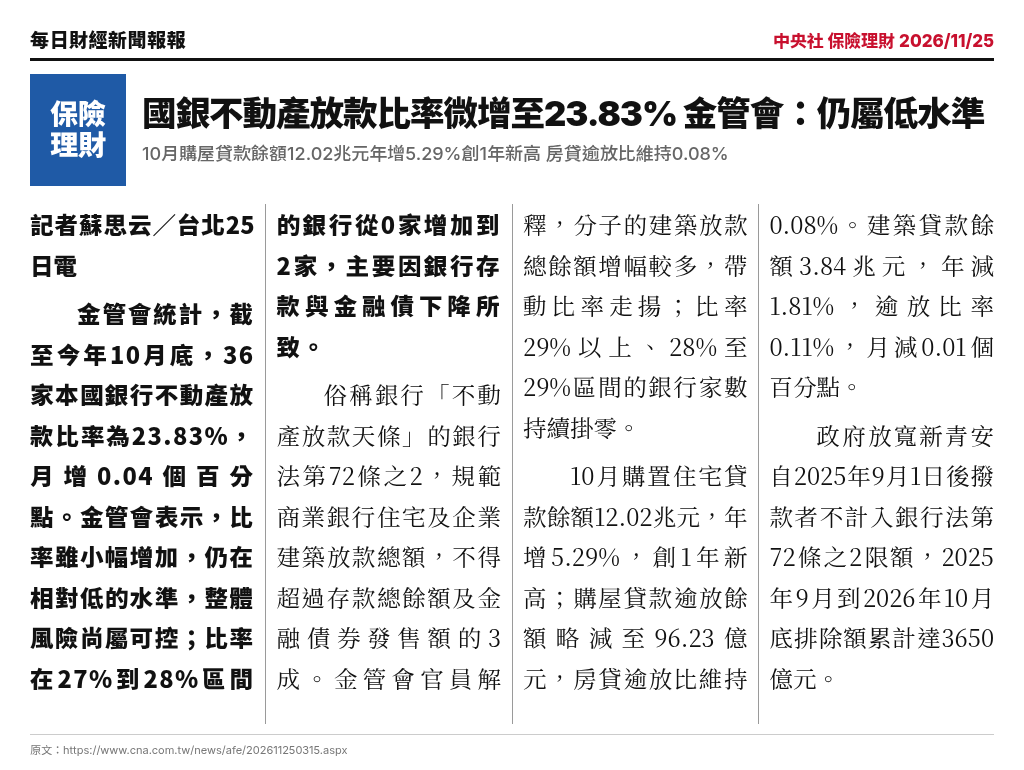 每日財經新聞報報
中央社 保險理財 2026/11/25
保險
理財
國銀不動產放款比率微增至23.83% 金管會：仍屬低水準
10月購屋貸款餘額12.02兆元年增5.29%創1年新高 房貸逾放比維持0.08%
記者蘇思云／台北25
日電
金管會統計，截
至今年10月底，36
家本國銀行不動產放
款比率為23.83%，
月增0.04個百分
點。金管會表示，比
率雖小幅增加，仍在
相對低的水準，整體
風險尚屬可控；比率
在27%到28%區間
的銀行從0家增加到
2家，主要因銀行存
款與金融債下降所
致。
俗稱銀行「不動
產放款天條」的銀行
法第72條之2，規範
商業銀行住宅及企業
建築放款總額，不得
超過存款總餘額及金
融債券發售額的3
成。金管會官員解
釋，分子的建築放款
總餘額增幅較多，帶
動比率走揚；比率
29%以上、28%至
29%區間的銀行家數
持續掛零。
10月購置住宅貸
款餘額12.02兆元，年
增5.29%，創1年新
高；購屋貸款逾放餘
額略減至96.23億
元，房貸逾放比維持
0.08%。建築貸款餘
額3.84兆元，年減
1.81%，逾放比率
0.11%，月減0.01個
百分點。
政府放寬新青安
自2025年9月1日後撥
款者不計入銀行法第
72條之2限額，2025
年9月到2026年10月
底排除額累計達3650
億元。
原文：https://www.cna.com.tw/news/afe/202611250315.aspx